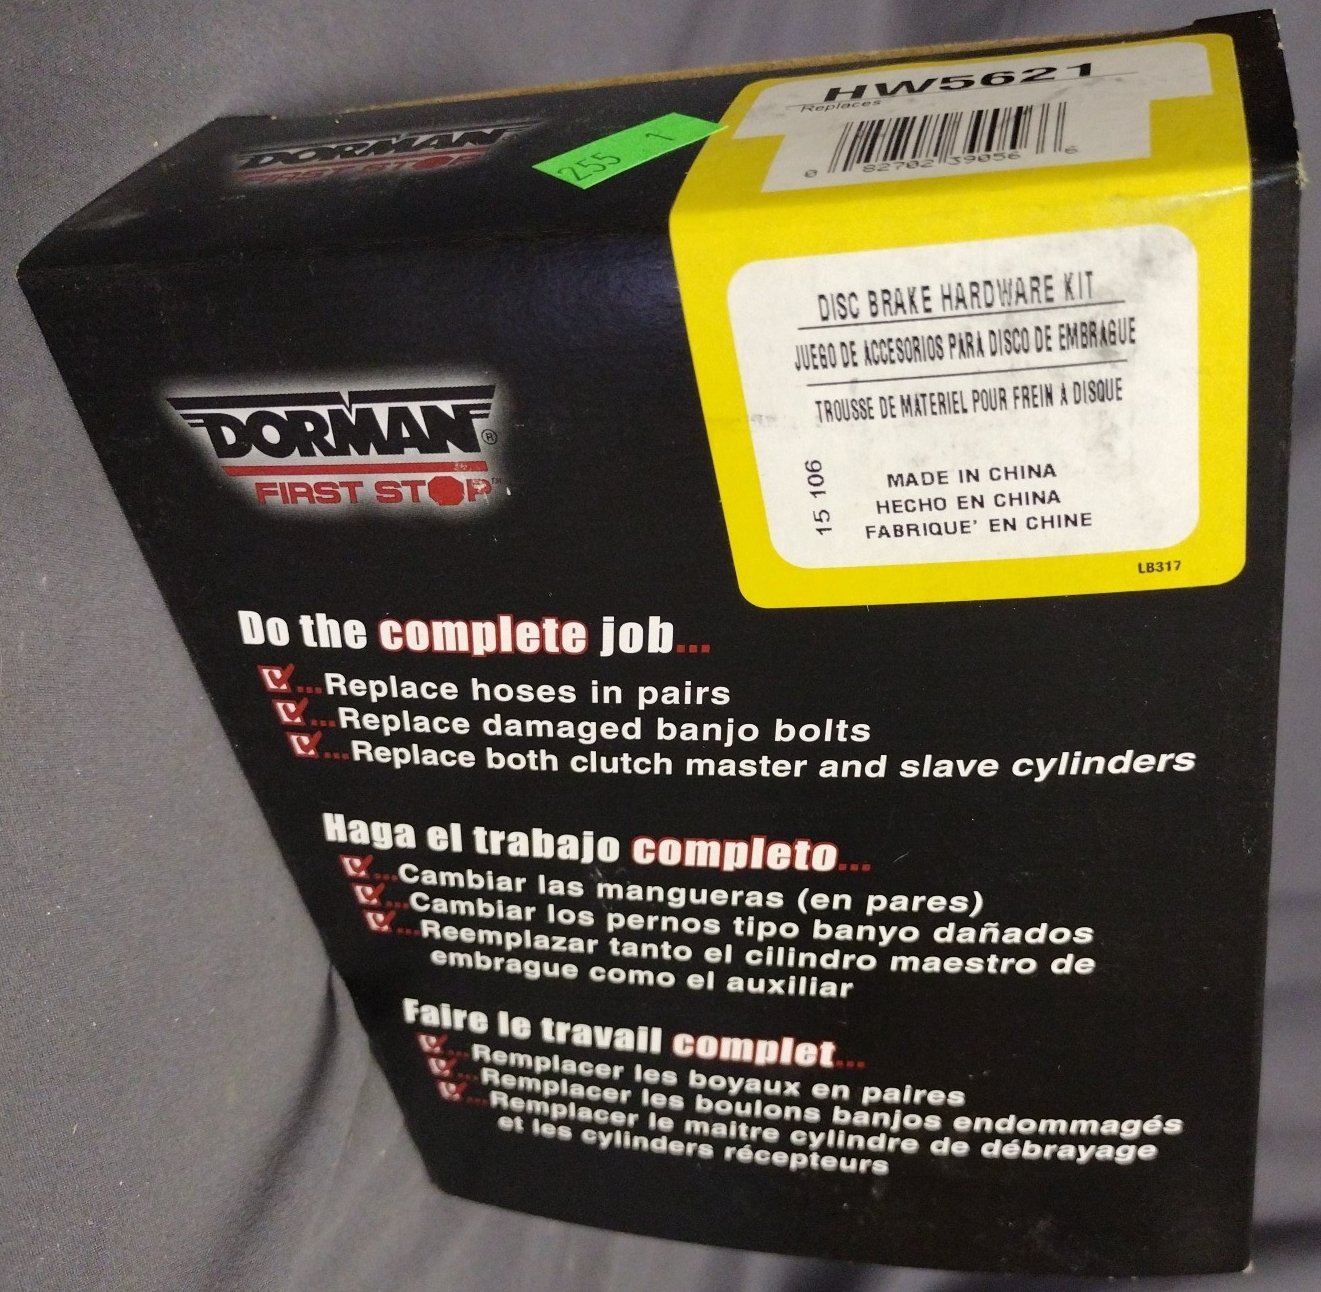 HW5621
Replaces
0 82702 39056 6
255 1
DORMAN
FIRST STOP
DISC BRAKE HARDWARE KIT
JUEGO DE ACCESORIOS PARA DISCO DE EMBRAGUE
TROUSSE DE MATERIEL POUR FREIN A DISQUE
15 106
MADE IN CHINA
HECHO EN CHINA
FABRIQUE' EN CHINE
LB317
DORMAN®
FIRST STOP™
Do the complete job...
...Replace hoses in pairs
...Replace damaged banjo bolts
...Replace both clutch master and slave cylinders
Haga el trabajo completo...
...Cambiar las mangueras (en pares)
...Cambiar los pernos tipo banyo dañados
...Reemplazar tanto el cilindro maestro de
embrague como el auxiliar
Faire le travail complet...
...Remplacer les boyaux en paires
...Remplacer les boulons banjos endommagés
...Remplacer le maitre cylindre de débrayage
et les cylinders récepteurs